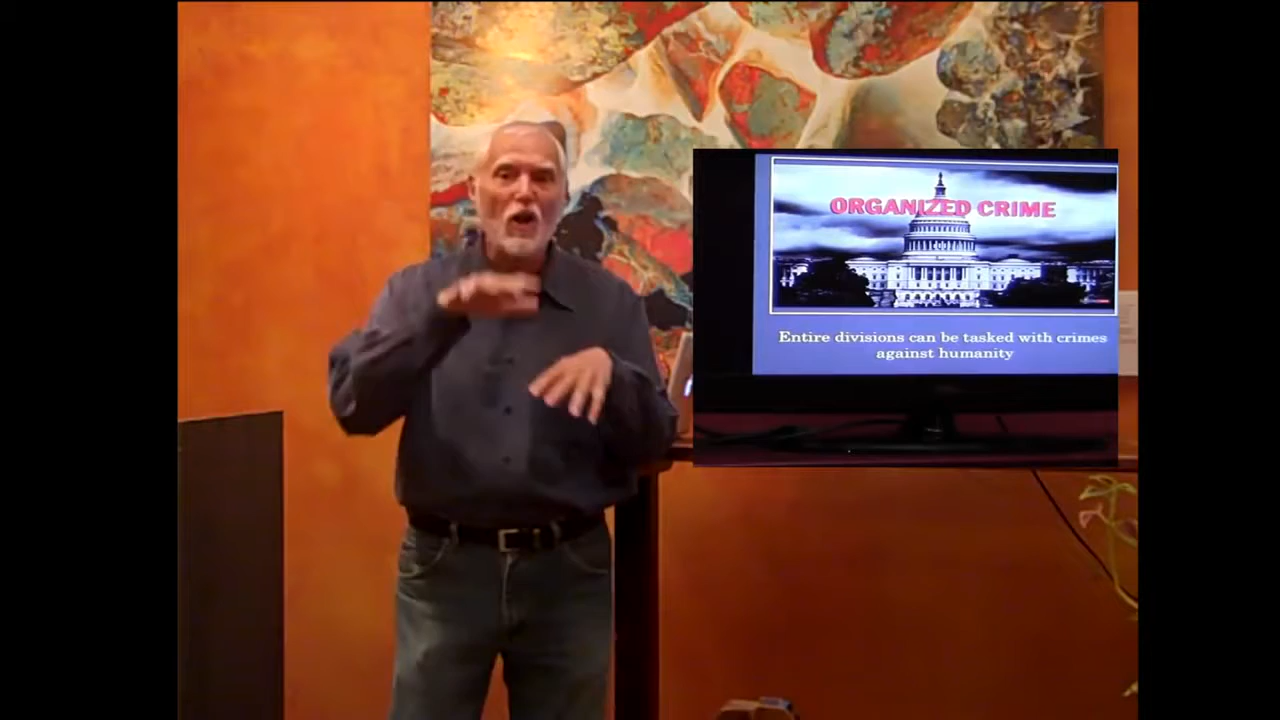 ORGANIZED CRIME
Entire divisions can be tasked with crimes
against humanity